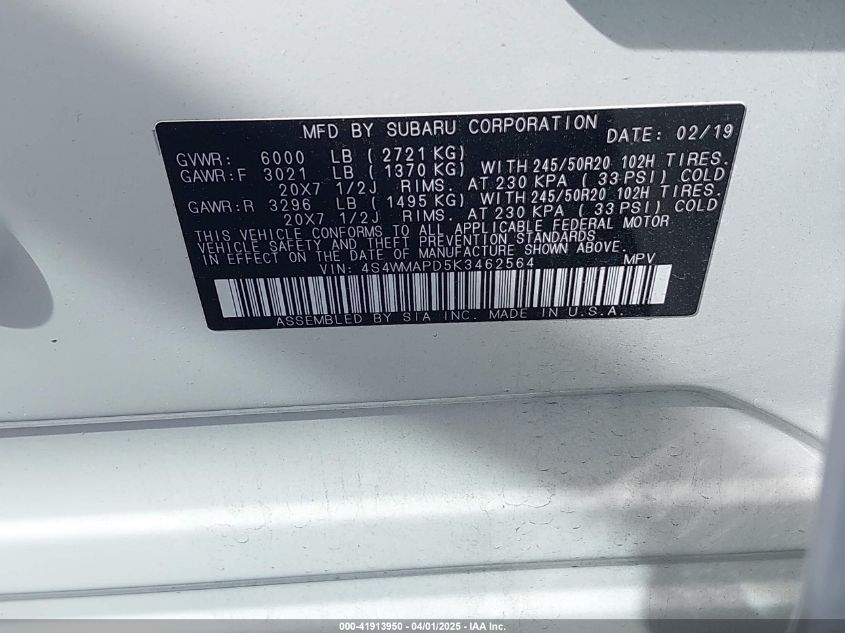 MFD BY SUBARU CORPORATION DATE: 02/19
GVWR: 6000 LB ( 2721 KG)
GAWR:F 3021 LB ( 1370 KG) WITH 245/50R20 102H TIRES.
20X7 1/2J RIMS. AT 230 KPA ( 33 PSI) COLD
GAWR:R 3296 LB ( 1495 KG) WITH 245/50R20 102H TIRES.
20X7 1/2J RIMS. AT 230 KPA ( 33 PSI) COLD
THIS VEHICLE CONFORMS TO ALL APPLICABLE FEDERAL MOTOR
VEHICLE SAFETY AND THEFT PREVENTION STANDARDS
IN EFFECT ON THE DATE OF MANUFACTURE SHOWN ABOVE.
VIN: 4S4WMAPD5K3462564 MPV
ASSEMBLED BY SIA INC. MADE IN U.S.A.
000-41913950 - 04/01/2025 - IAA Inc.